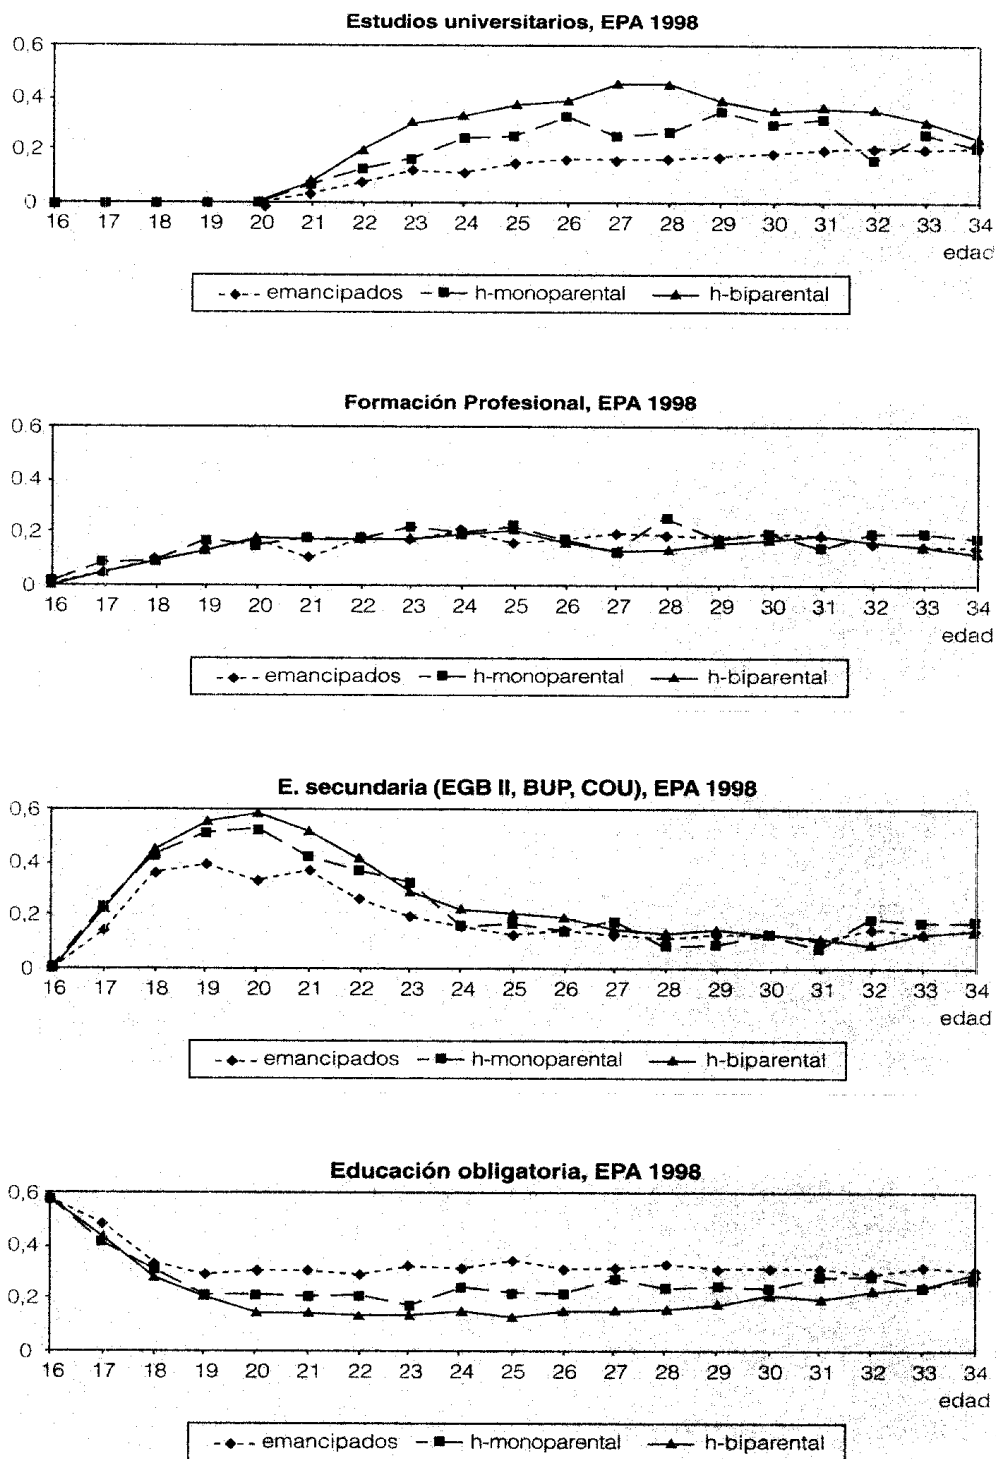 Estudios universitarios, EPA 1998
0,6
0,4
0,2
0
16 17 18 19 20 21 22 23 24 25 26 27 28 29 30 31 32 33 34
edad
emancipados h-monoparental h-biparental
Formación Profesional, EPA 1998
0,6
0,4
0,2
0
16 17 18 19 20 21 22 23 24 25 26 27 28 29 30 31 32 33 34
edad
emancipados h-monoparental h-biparental
E. secundaria (EGB II, BUP, COU), EPA 1998
0,6
0,4
0,2
0
16 17 18 19 20 21 22 23 24 25 26 27 28 29 30 31 32 33 34
edad
emancipados h-monoparental h-biparental
Educación obligatoria, EPA 1998
0,6
0,4
0,2
0
16 17 18 19 20 21 22 23 24 25 26 27 28 29 30 31 32 33 34
edad
emancipados h-monoparental h-biparental